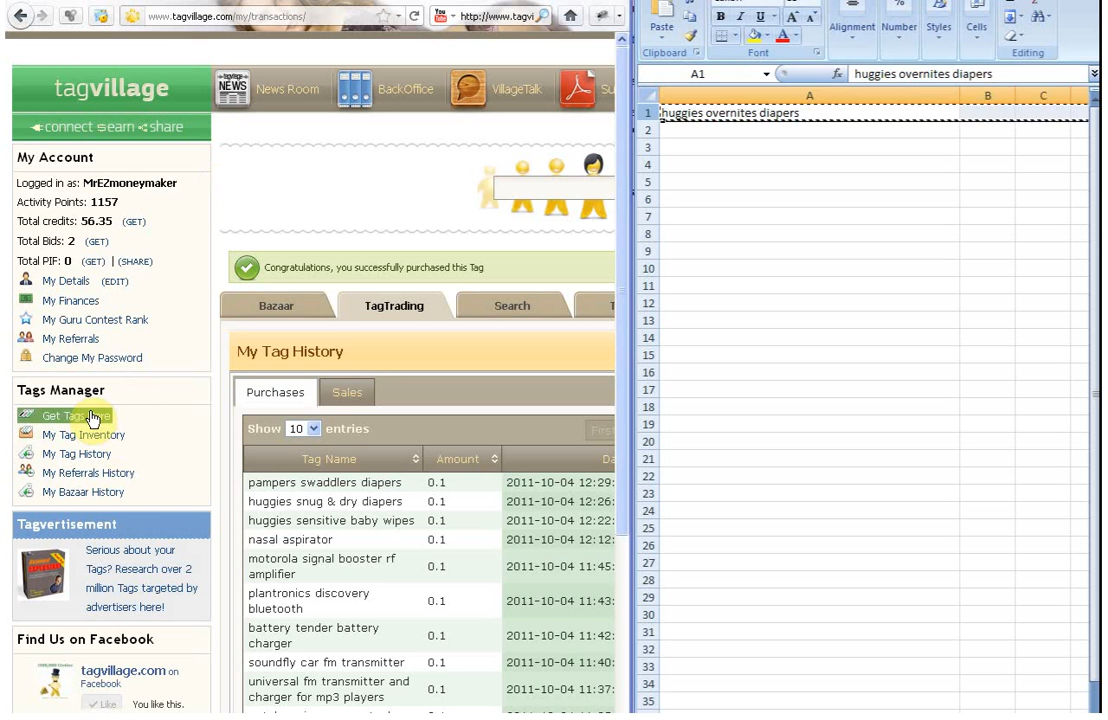 www.tagvillage.com/my/transactions/
http://www.tagvi
tagvillage
connect earn share
NEWS
News Room
BackOffice
VillageTalk
Su
My Account
Logged in as: MrEZmoneymaker
Activity Points: 1157
Total credits: 56.35 (GET)
Total Bids: 2 (GET)
Total PIF: 0 (GET) | (SHARE)
My Details (EDIT)
My Finances
My Guru Contest Rank
My Referrals
Change My Password
Congratulations, you successfully purchased this Tag
Bazaar
TagTrading
Search
T
My Tag History
Purchases
Sales
Show 10 entries
First
Tag Name
Amount
Da
pampers swaddlers diapers 0.1 2011-10-04 12:29:
huggies snug & dry diapers 0.1 2011-10-04 12:26:
huggies sensitive baby wipes 0.1 2011-10-04 12:22:
nasal aspirator 0.1 2011-10-04 12:12:
motorola signal booster rf
amplifier 0.1 2011-10-04 11:45:
plantronics discovery
bluetooth 0.1 2011-10-04 11:43:
battery tender battery
charger 0.1 2011-10-04 11:42:
soundfly car fm transmitter 0.1 2011-10-04 11:40:
universal fm transmitter and
charger for mp3 players 0.1 2011-10-04 11:37:
Tags Manager
Get Tags
My Tag Inventory
My Tag History
My Referrals History
My Bazaar History
Tagvertisement
Serious about your
Tags? Research over 2
million Tags targeted by
advertisers here!
Find Us on Facebook
tagvillage.com on
Facebook
Like
You like this.
Paste
B I U A A
A
Alignment
Number
Styles
Cells
Clipboard
Font
Editing
A1
fx
huggies overnites diapers
A B C
1 huggies overnites diapers
2
3
4
5
6
7
8
9
10
11
12
13
14
15
16
17
18
19
20
21
22
23
24
25
26
27
28
29
30
31
32
33
34
35